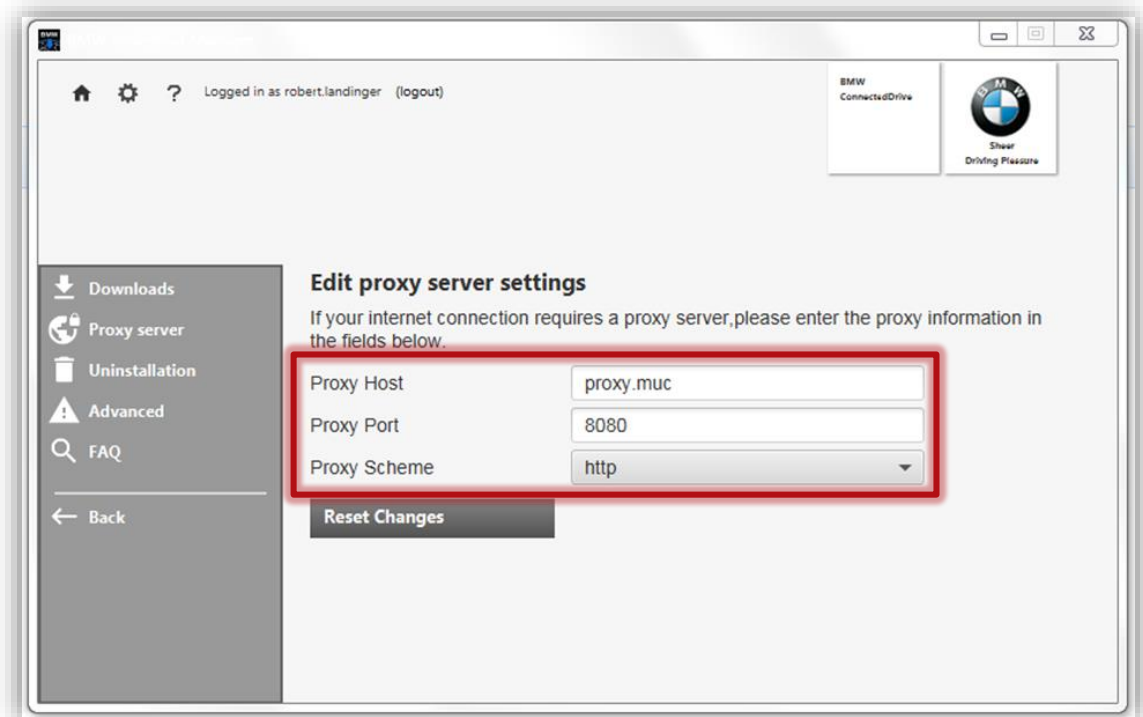 Logged in as robert.landinger (logout)
BMW
ConnectedDrive
BMW
Sheer
Driving Pleasure
Downloads
Proxy server
Uninstallation
Advanced
FAQ
Back
Edit proxy server settings
If your internet connection requires a proxy server,please enter the proxy information in
the fields below.
Proxy Host proxy.muc
Proxy Port 8080
Proxy Scheme http
Reset Changes